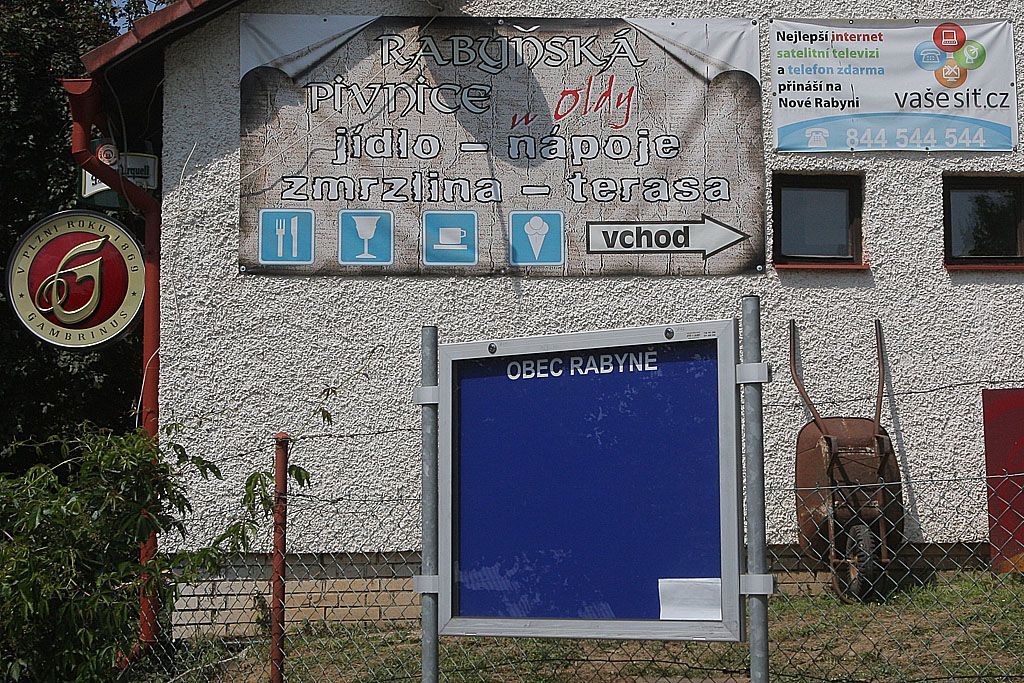 RABYŇSKÁ
PIVNICE u Oldy
jídlo – nápoje
zmrzlina – terasa
vchod
Nejlepší internet
satelitní televizi
a telefon zdarma
přináší na
Nové Rabyni
vaše sit.cz
844 544 544
V PLZNI ROKU 1869
GAMBRINUS
OBEC RABYNĚ